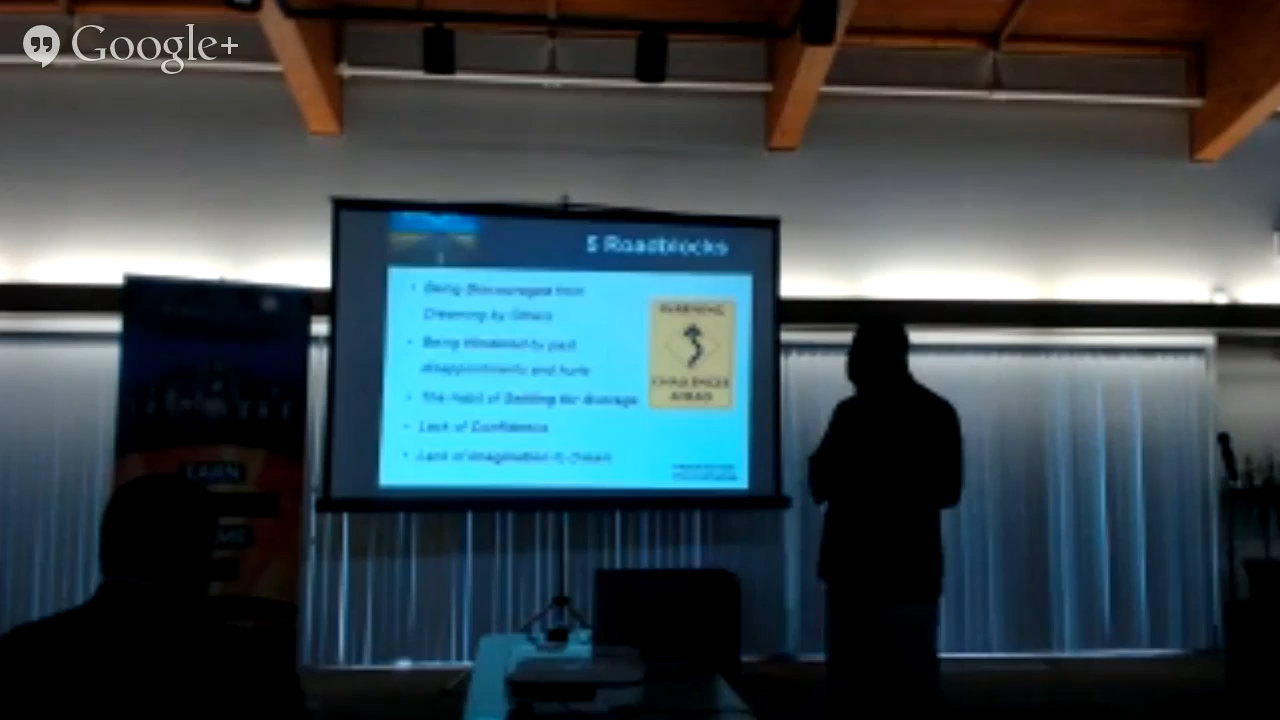 Google+
5 Roadblocks
• Being Discouraged from
Dreaming by Others
• Being Hindered by past
disappointments and hurts
• The Habit of Settling for Average
• Lack of Confidence
• Lack of Imagination to Dream
WARNING
CHALLENGES
AHEAD
EARN